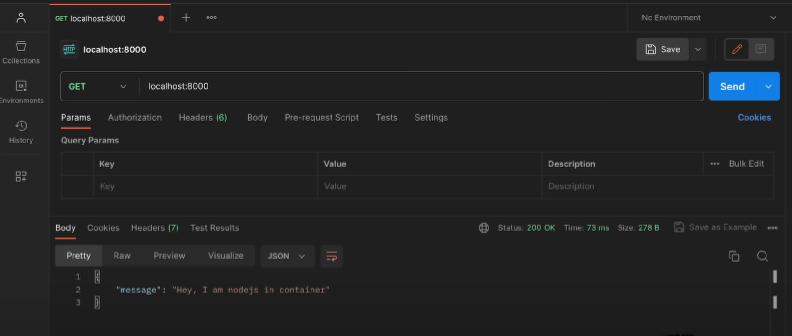 GET localhost:8000
No Environment
HTTP localhost:8000
Save
GET localhost:8000 Send
Collections
Environments
History
Params Authorization Headers (6) Body Pre-request Script Tests Settings Cookies
Query Params
Key Value Description Bulk Edit
Key Value Description
Body Cookies Headers (7) Test Results Status: 200 OK Time: 73 ms Size: 278 B Save as Example
Pretty Raw Preview Visualize JSON
1 {
2 "message": "Hey, I am nodejs in container"
3 }